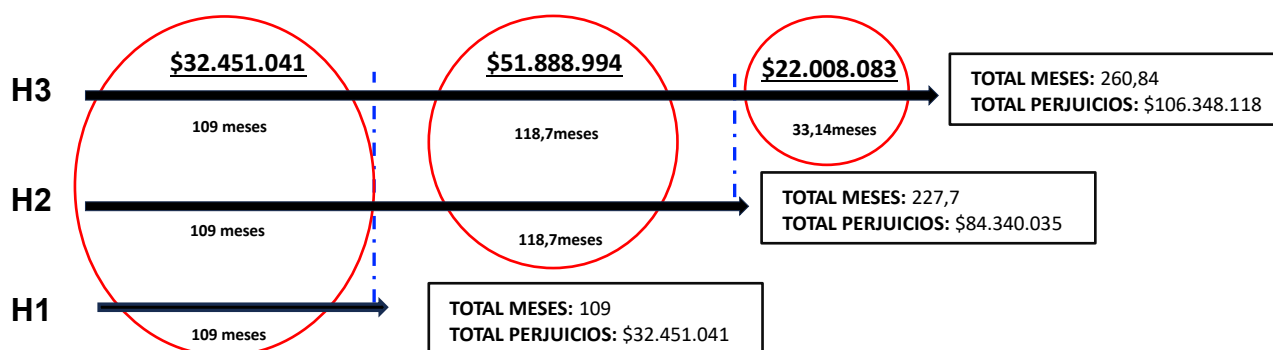 $32.451.041
$51.888.994
$22.008.083
H3
109 meses
118,7meses
33,14meses
TOTAL MESES: 260,84
TOTAL PERJUICIOS: $106.348.118
H2
109 meses
118,7meses
TOTAL MESES: 227,7
TOTAL PERJUICIOS: $84.340.035
H1
109 meses
TOTAL MESES: 109
TOTAL PERJUICIOS: $32.451.041